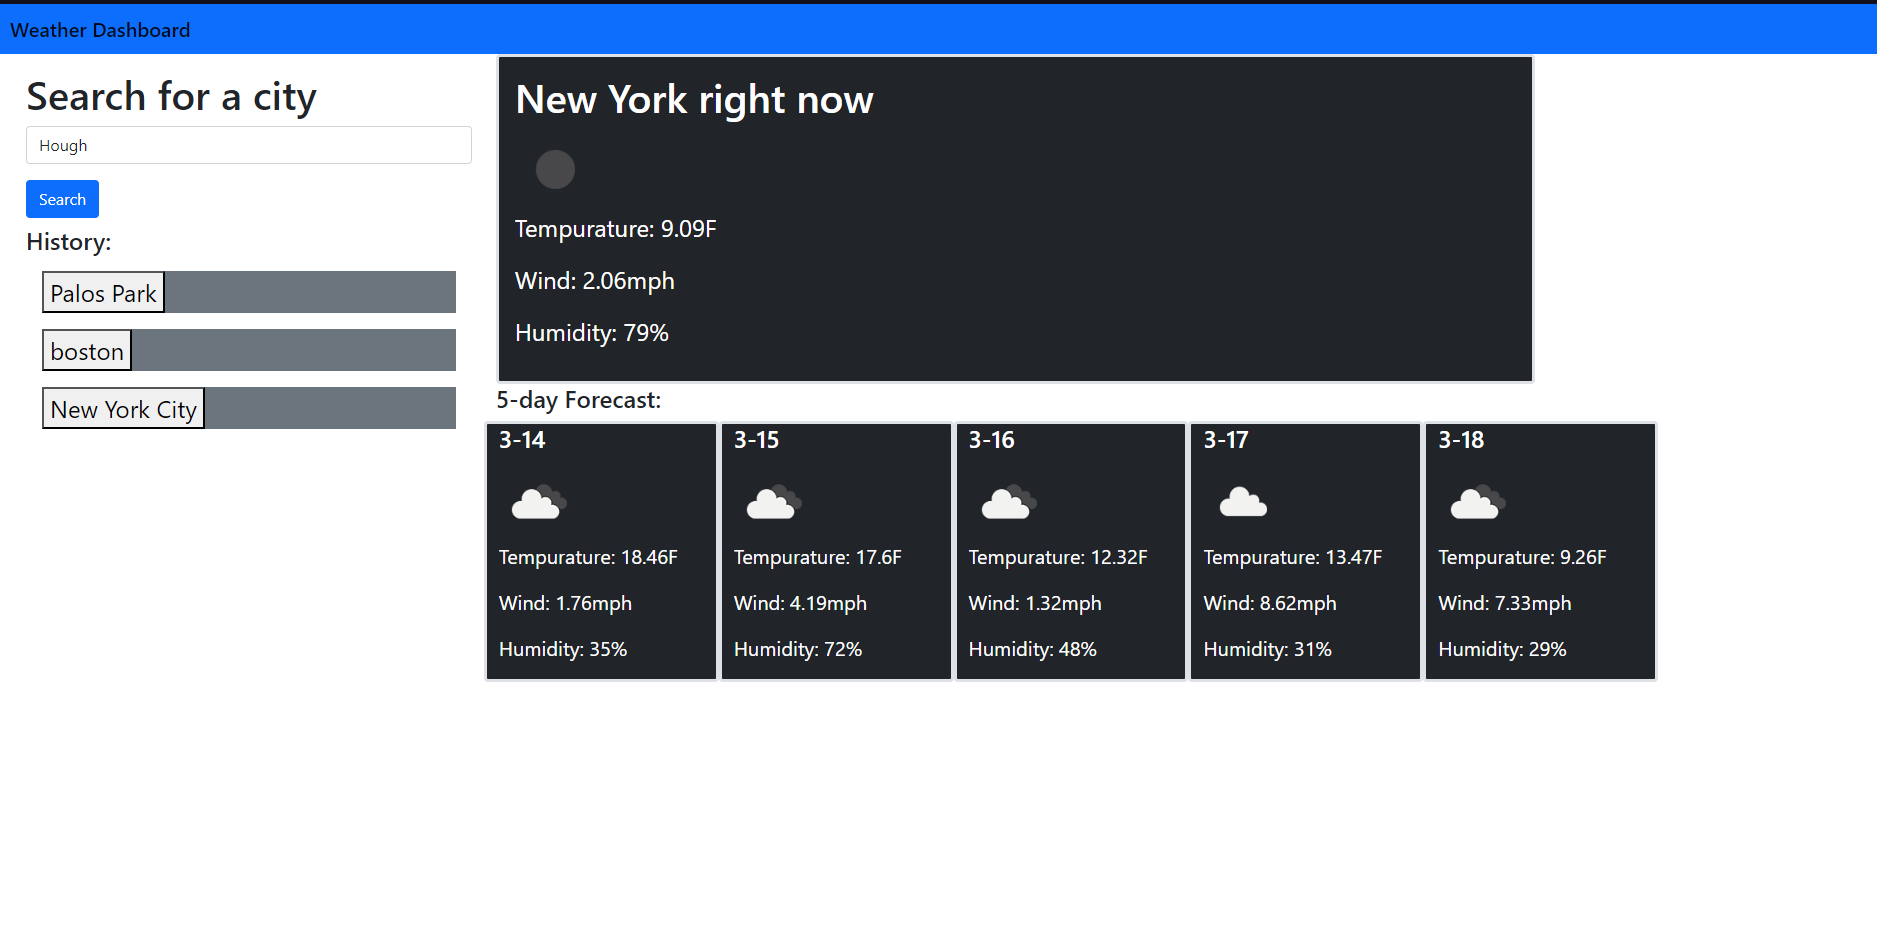 Weather Dashboard
Search for a city
Hough
Search
History:
Palos Park
boston
New York City
New York right now
Tempurature: 9.09F
Wind: 2.06mph
Humidity: 79%
5-day Forecast:
3-14
Tempurature: 18.46F
Wind: 1.76mph
Humidity: 35%
3-15
Tempurature: 17.6F
Wind: 4.19mph
Humidity: 72%
3-16
Tempurature: 12.32F
Wind: 1.32mph
Humidity: 48%
3-17
Tempurature: 13.47F
Wind: 8.62mph
Humidity: 31%
3-18
Tempurature: 9.26F
Wind: 7.33mph
Humidity: 29%